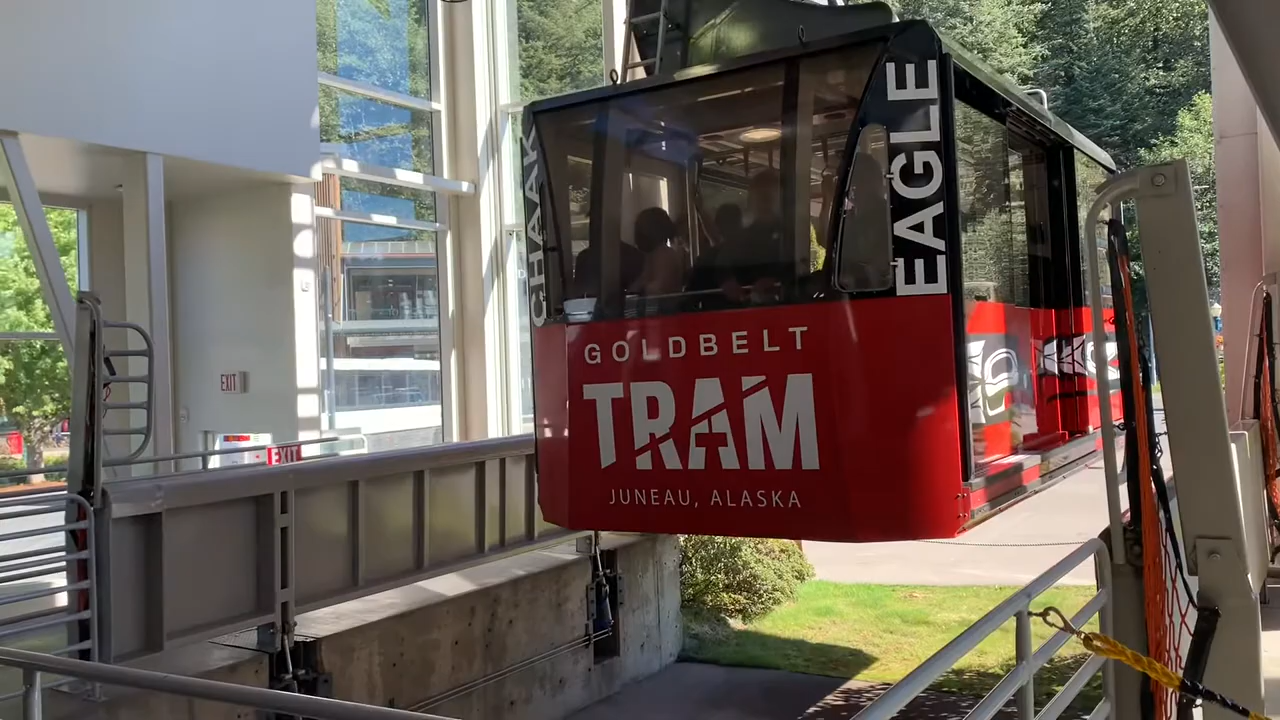 CHAAK
EAGLE
GOLDBELT
TRAM
JUNEAU, ALASKA
EXIT
EXIT